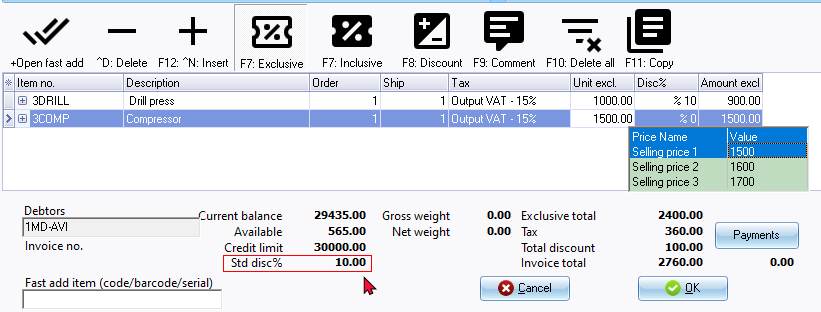 +Open fast add ^D: Delete F12: ^N: Insert F7: Exclusive F7: Inclusive F8: Discount F9: Comment F10: Delete all F11: Copy
Item no. Description Order Ship Tax Unit excl. Disc% Amount excl
3DRILL Drill press 1 1 Output VAT - 15% 1000.00 % 10 900.00
3COMP Compressor 1 1 Output VAT - 15% 1500.00 % 0 1500.00
Price Name Value
Selling price 1 1500
Selling price 2 1600
Selling price 3 1700
Debtors
1MD-AVI
Invoice no.
Current balance 29435.00
Available 565.00
Credit limit 30000.00
Std disc% 10.00
Gross weight 0.00
Net weight 0.00
Exclusive total 2400.00
Tax 360.00
Total discount 100.00
Invoice total 2760.00
Payments
0.00
Fast add item (code/barcode/serial)
Cancel
OK